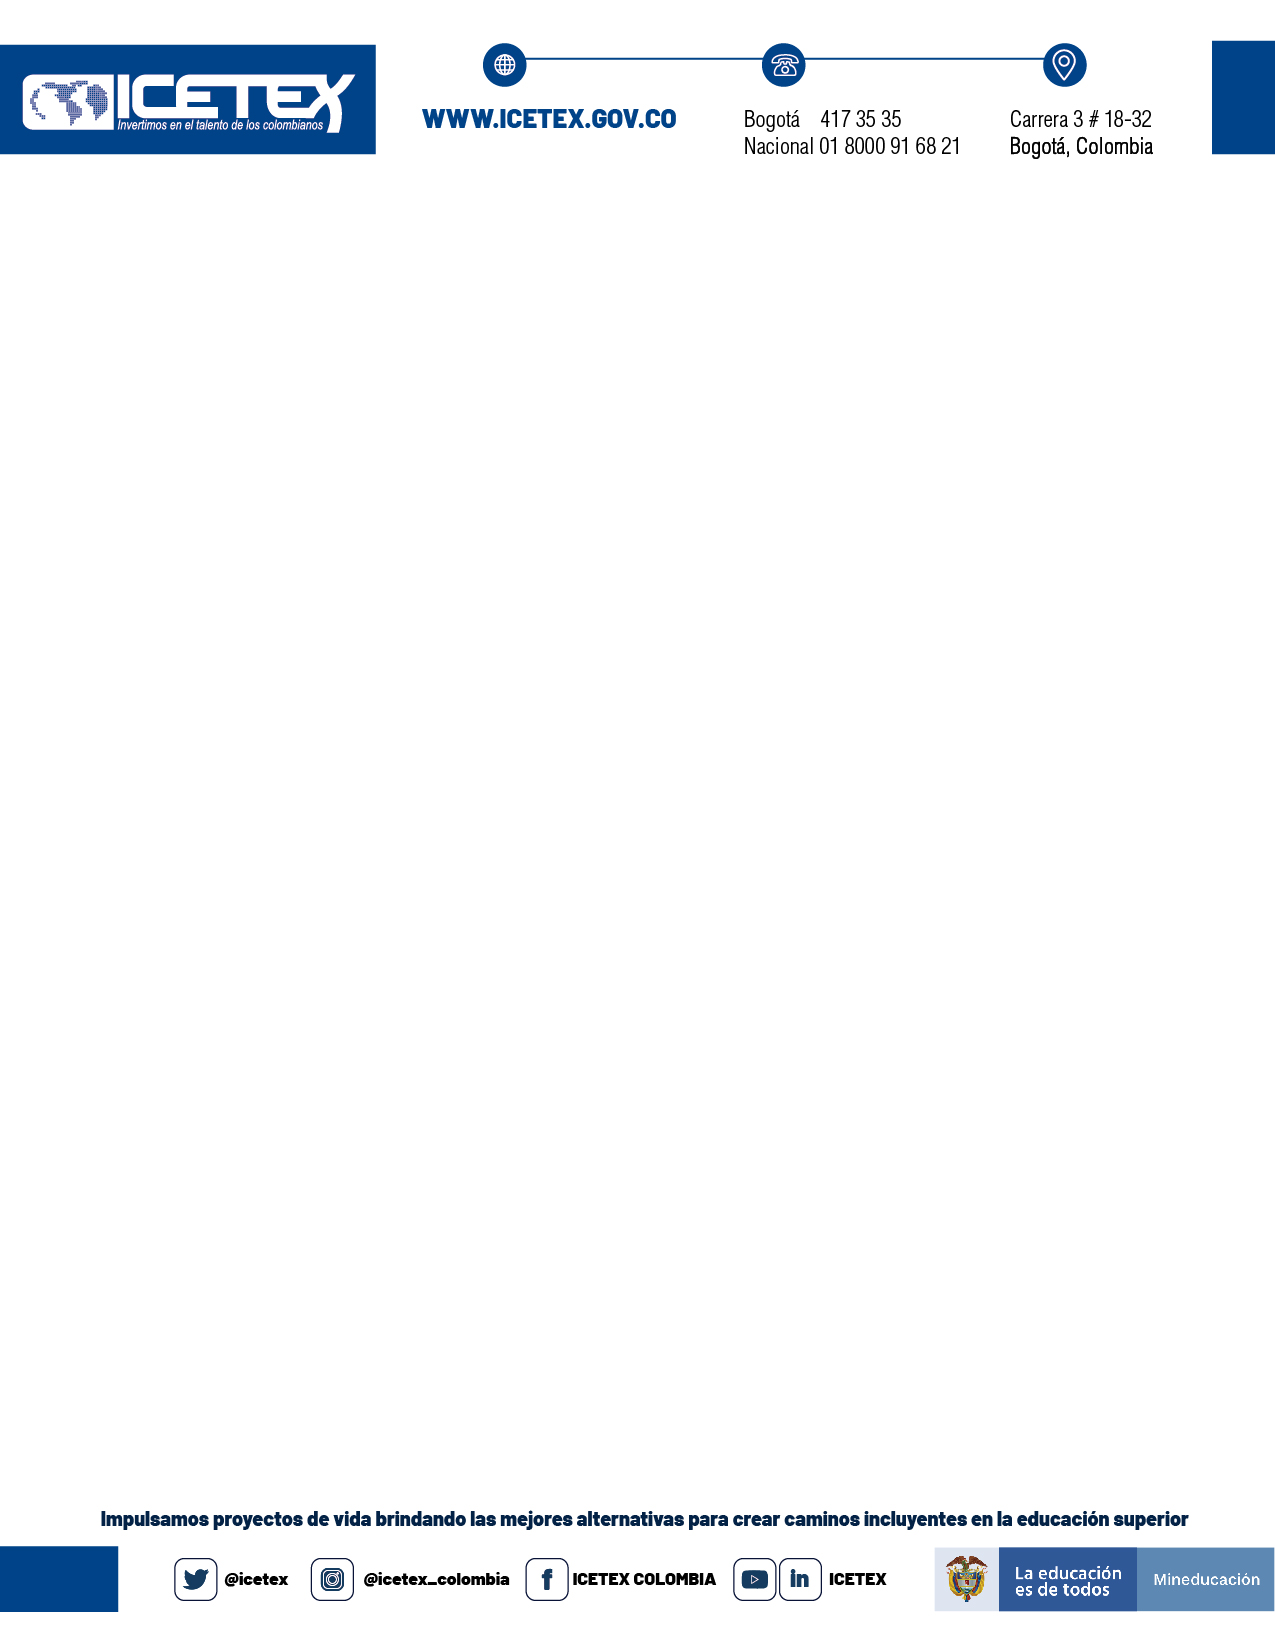 ICETEX
Invertimos en el talento de los colombianos
WWW.ICETEX.GOV.CO
Bogotá 417 35 35
Nacional 01 8000 91 68 21
Carrera 3 # 18-32
Bogotá, Colombia
Impulsamos proyectos de vida brindando las mejores alternativas para crear caminos incluyentes en la educación superior
@icetex
@icetex_colombia
f
ICETEX COLOMBIA
in
ICETEX
La educación
es de todos
Mineducación